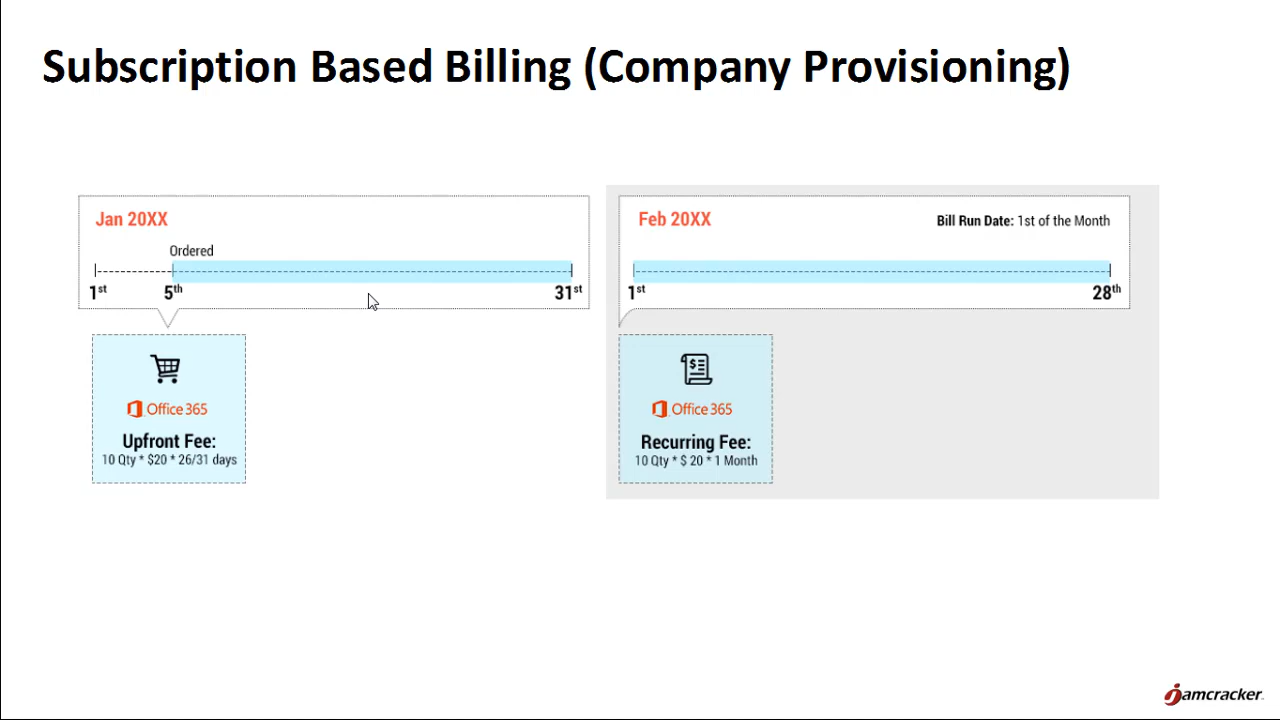 Subscription Based Billing (Company Provisioning)
Jan 20XX
Ordered
1st 5th 31st
Office 365
Upfront Fee:
10 Qty * $20 * 26/31 days
Feb 20XX Bill Run Date: 1st of the Month
1st 28th
Office 365
Recurring Fee:
10 Qty * $ 20 * 1 Month
jamcracker